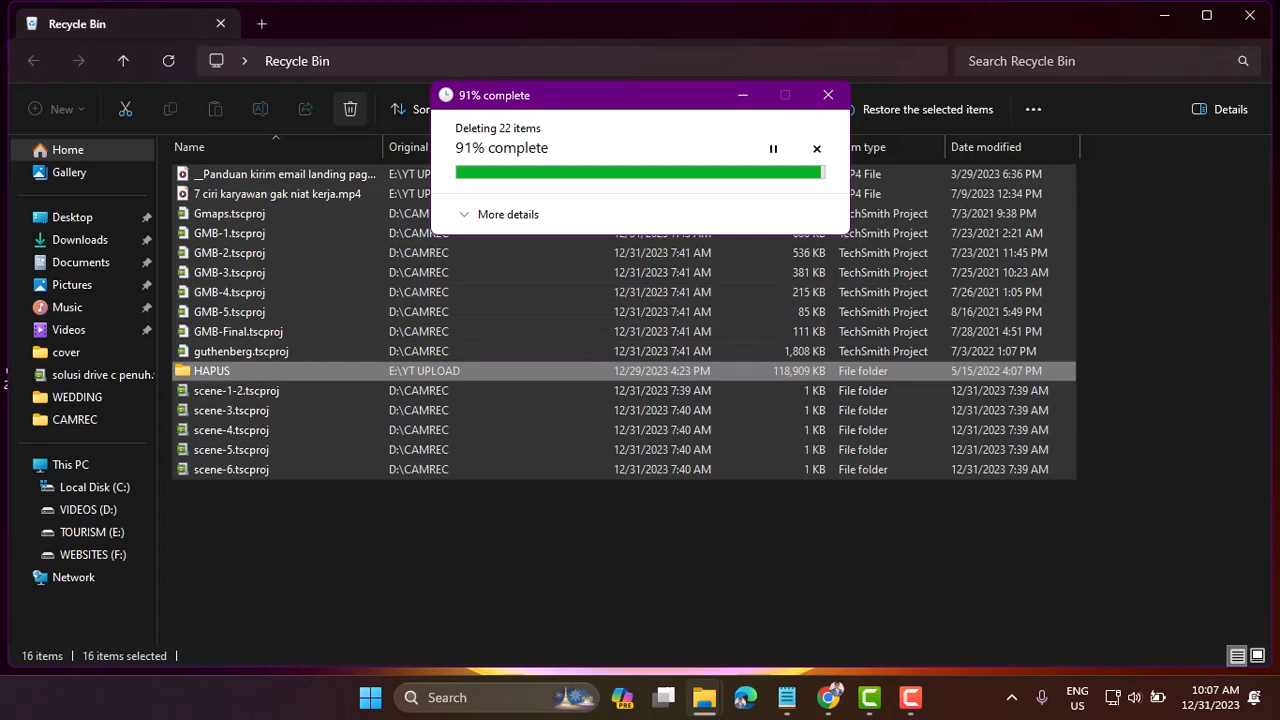 Recycle Bin
Recycle Bin
Search Recycle Bin
91% complete
New
Sor
Restore the selected items
Details
Deleting 22 items
91% complete
More details
Name
Original
em type
Date modified
Home
Gallery
Desktop
Downloads
Documents
Pictures
Music
Videos
cover
solusi drive c penuh.
WEDDING
CAMREC
This PC
Local Disk (C:)
VIDEOS (D:)
TOURISM (E:)
WEBSITES (F:)
Network
__Panduan kirim email landing pag... E:\YT UP P4 File 3/29/2023 6:36 PM
7 ciri karyawan gak niat kerja.mp4 E:\YT UP P4 File 7/9/2023 12:34 PM
Gmaps.tscproj D:\CAM TechSmith Project 7/3/2021 9:38 PM
GMB-1.tscproj D:\CAMREC TechSmith Project 7/23/2021 2:21 AM
GMB-2.tscproj D:\CAMREC 12/31/2023 7:41 AM 536 KB TechSmith Project 7/23/2021 11:45 PM
GMB-3.tscproj D:\CAMREC 12/31/2023 7:41 AM 381 KB TechSmith Project 7/25/2021 10:23 AM
GMB-4.tscproj D:\CAMREC 12/31/2023 7:41 AM 215 KB TechSmith Project 7/26/2021 1:05 PM
GMB-5.tscproj D:\CAMREC 12/31/2023 7:41 AM 85 KB TechSmith Project 8/16/2021 5:49 PM
GMB-Final.tscproj D:\CAMREC 12/31/2023 7:41 AM 111 KB TechSmith Project 7/28/2021 4:51 PM
guthenberg.tscproj D:\CAMREC 12/31/2023 7:41 AM 1,808 KB TechSmith Project 7/3/2022 1:07 PM
HAPUS E:\YT UPLOAD 12/29/2023 4:23 PM 118,909 KB File folder 5/15/2022 4:07 PM
scene-1-2.tscproj D:\CAMREC 12/31/2023 7:39 AM 1 KB File folder 12/31/2023 7:39 AM
scene-3.tscproj D:\CAMREC 12/31/2023 7:40 AM 1 KB File folder 12/31/2023 7:39 AM
scene-4.tscproj D:\CAMREC 12/31/2023 7:40 AM 1 KB File folder 12/31/2023 7:39 AM
scene-5.tscproj D:\CAMREC 12/31/2023 7:40 AM 1 KB File folder 12/31/2023 7:39 AM
scene-6.tscproj D:\CAMREC 12/31/2023 7:40 AM 1 KB File folder 12/31/2023 7:39 AM
16 items 16 items selected
Search
PRE
ENG
US
10:07 AM
12/31/2023